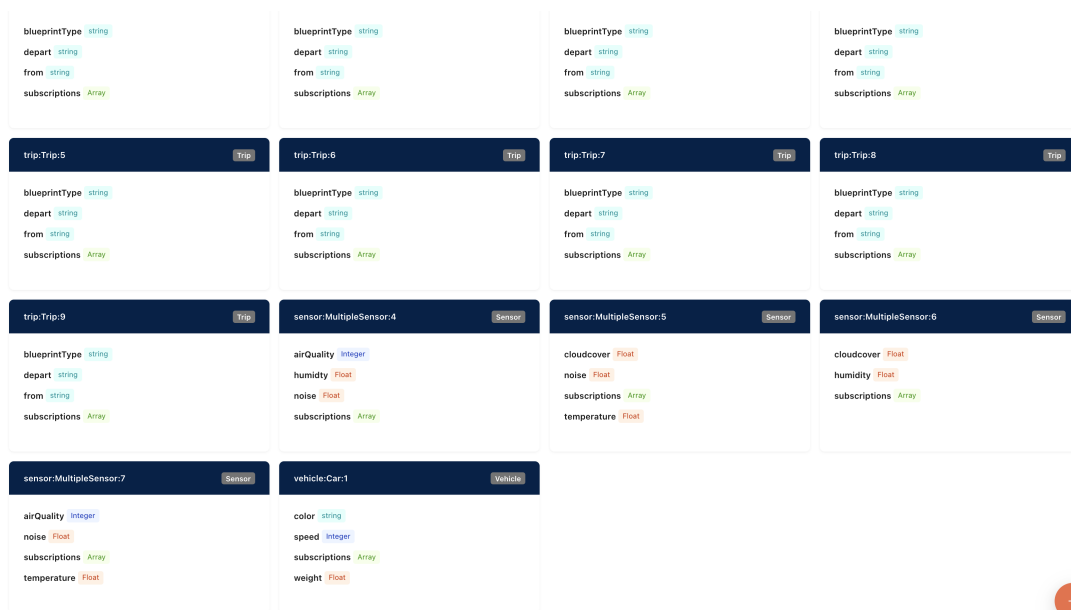 blueprintType string
depart string
from string
subscriptions Array
blueprintType string
depart string
from string
subscriptions Array
blueprintType string
depart string
from string
subscriptions Array
blueprintType string
depart string
from string
subscriptions Array
trip:Trip:5 Trip
blueprintType string
depart string
from string
subscriptions Array
trip:Trip:6 Trip
blueprintType string
depart string
from string
subscriptions Array
trip:Trip:7 Trip
blueprintType string
depart string
from string
subscriptions Array
trip:Trip:8 Trip
blueprintType string
depart string
from string
subscriptions Array
trip:Trip:9 Trip
blueprintType string
depart string
from string
subscriptions Array
sensor:MultipleSensor:4 Sensor
airQuality Integer
humidty Float
noise Float
subscriptions Array
sensor:MultipleSensor:5 Sensor
cloudcover Float
noise Float
subscriptions Array
temperature Float
sensor:MultipleSensor:6 Sensor
cloudcover Float
humidity Float
subscriptions Array
sensor:MultipleSensor:7 Sensor
airQuality Integer
noise Float
subscriptions Array
temperature Float
vehicle:Car:1 Vehicle
color string
speed Integer
subscriptions Array
weight Float